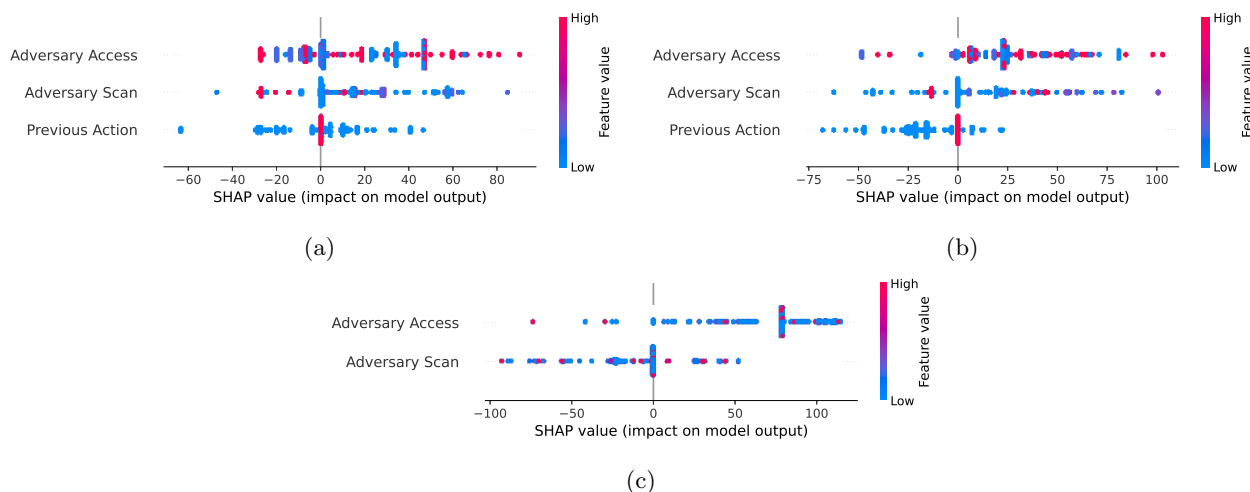 High
Adversary Access
Adversary Scan
Previous Action
Feature value
Low
−60 −40 −20 0 20 40 60 80
SHAP value (impact on model output)
(a)
High
Adversary Access
Adversary Scan
Previous Action
Feature value
Low
−75 −50 −25 0 25 50 75 100
SHAP value (impact on model output)
(b)
High
Adversary Access
Adversary Scan
Feature value
Low
−100 −50 0 50 100
SHAP value (impact on model output)
(c)